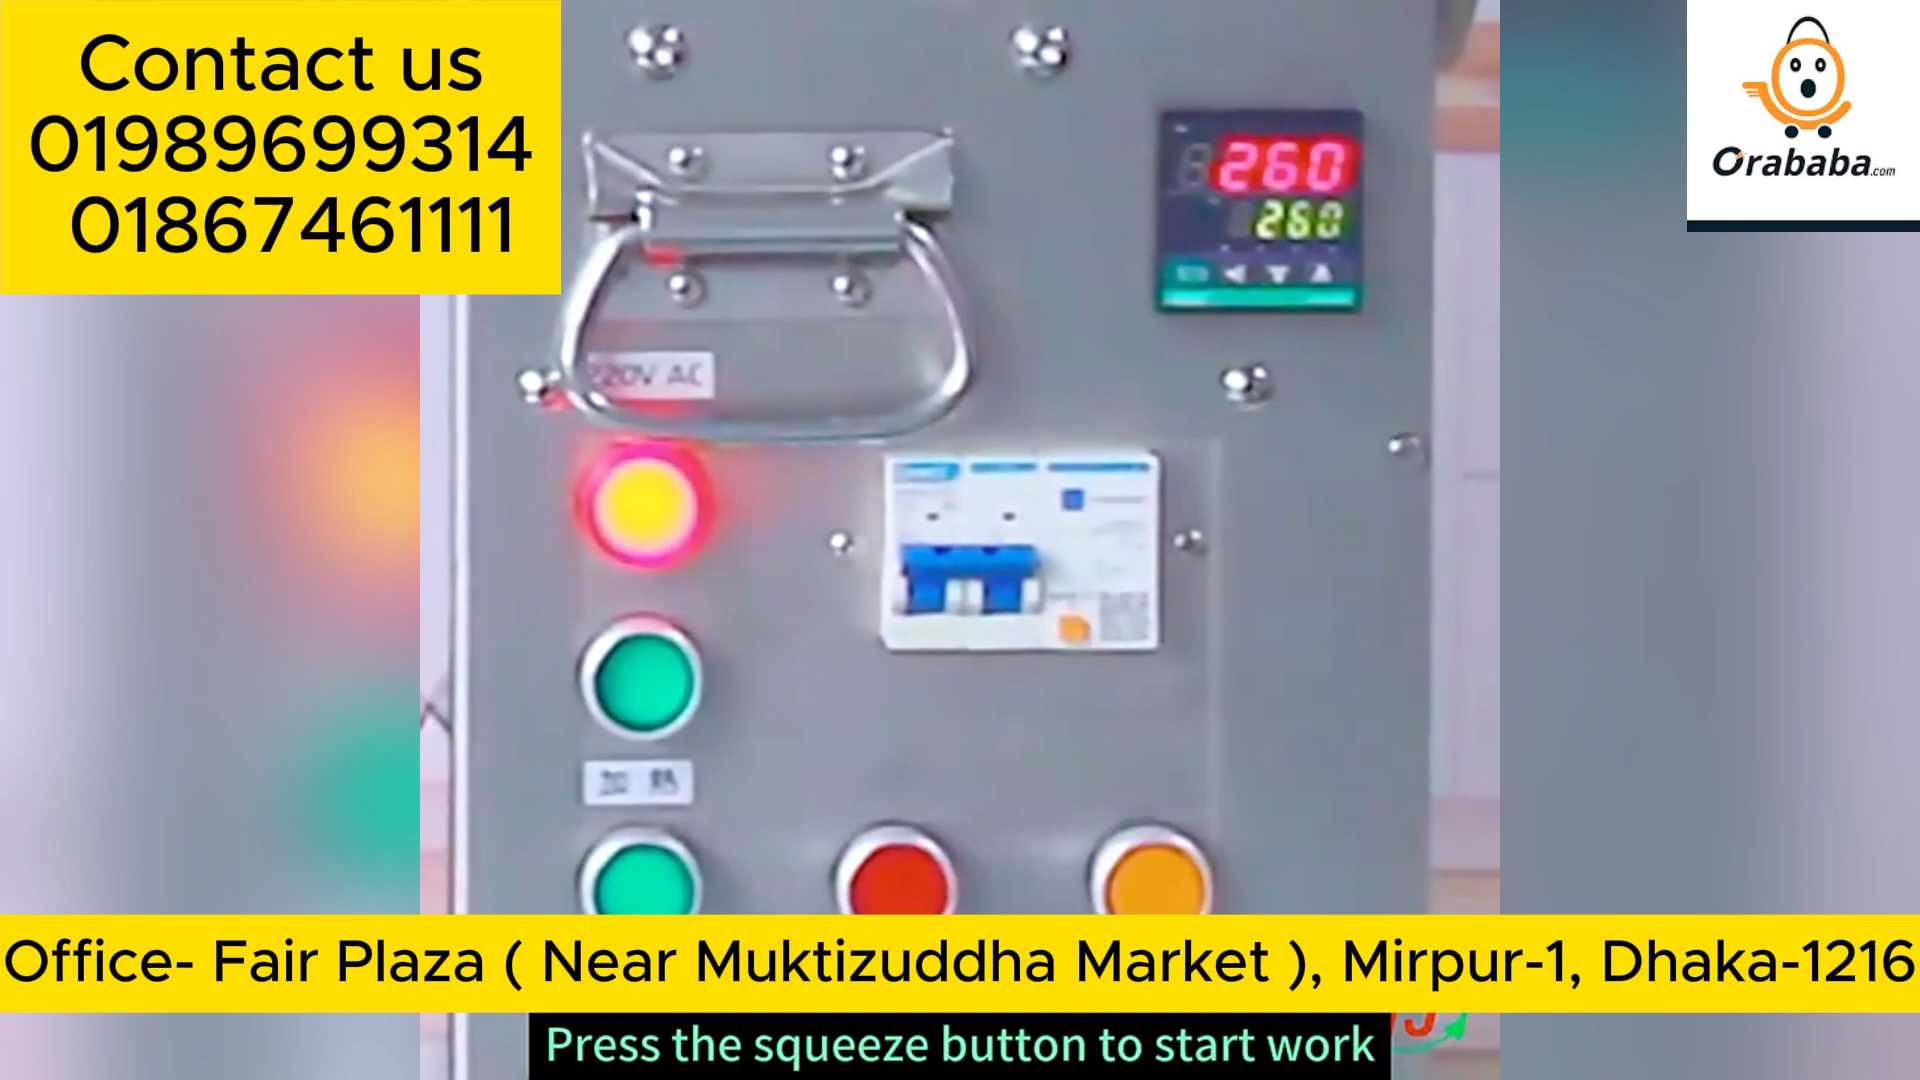 Contact us
01989699314
01867461111
Orababa.com
260
260
220V AC
加 热
Office- Fair Plaza ( Near Muktizuddha Market ), Mirpur-1, Dhaka-1216
Press the squeeze button to start work